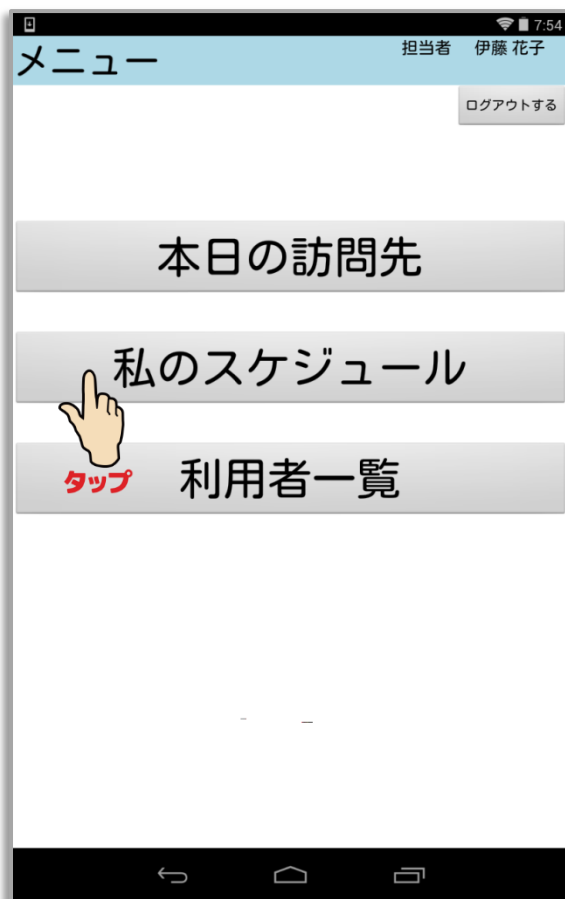 7:54
メニュー
担当者 伊藤 花子
ログアウトする
本日の訪問先
私のスケジュール
タップ
利用者一覧